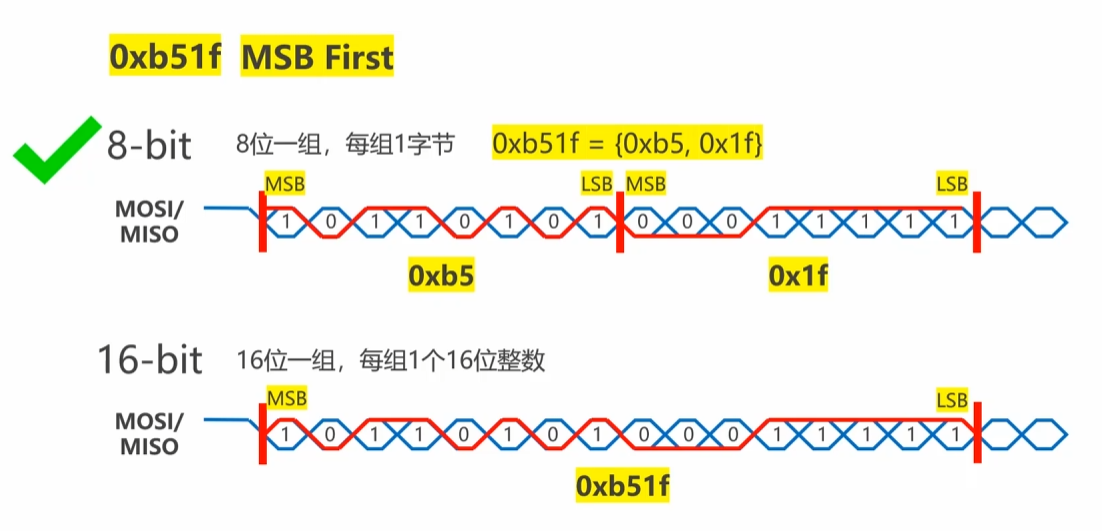 0xb51f MSB First
8-bit 8位一组，每组1字节 0xb51f = {0xb5, 0x1f}
MSB LSB MSB LSB
MOSI/
MISO
1 0 1 1 0 1 0 1 0 0 0 1 1 1 1 1
0xb5 0x1f
16-bit 16位一组，每组1个16位整数
MSB LSB
MOSI/
MISO
1 0 1 1 0 1 0 1 0 0 0 1 1 1 1 1
0xb51f